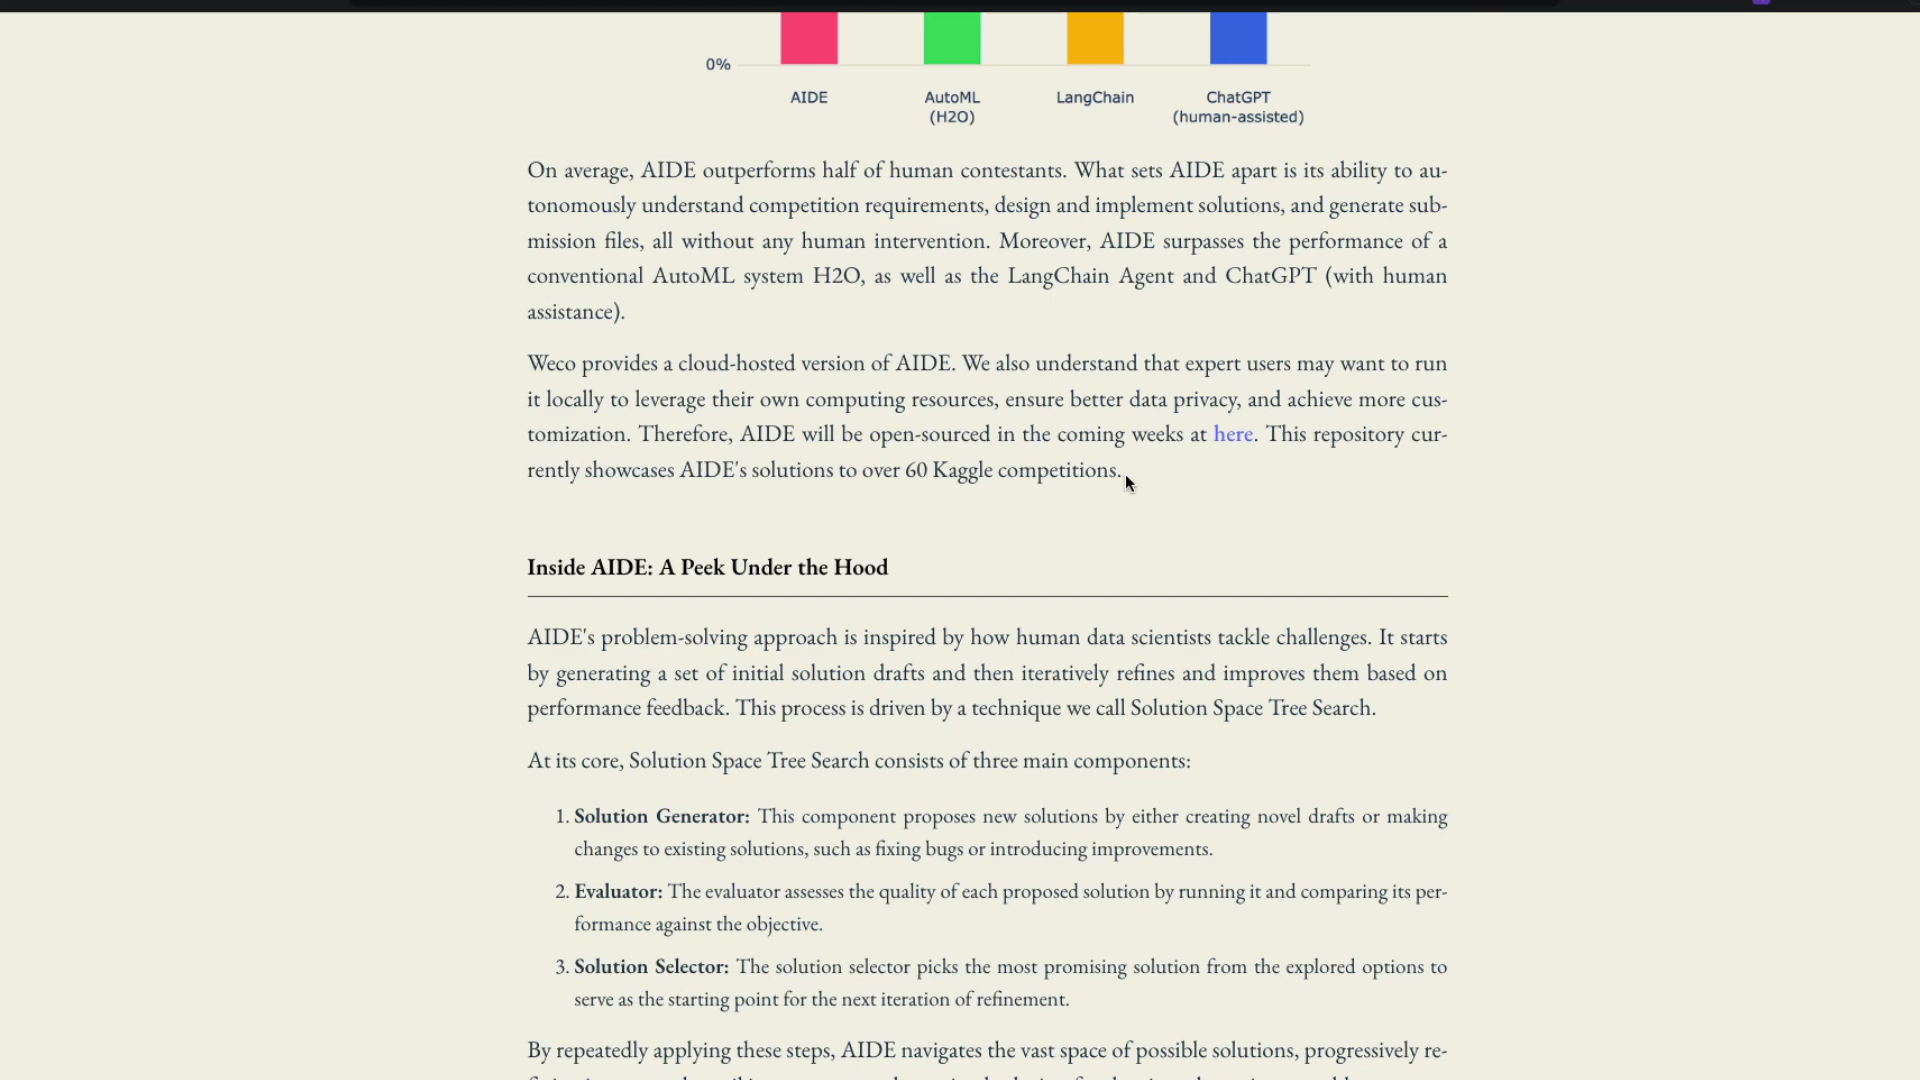 0%
AIDE
AutoML
(H2O)
LangChain
ChatGPT
(human-assisted)
On average, AIDE outperforms half of human contestants. What sets AIDE apart is its ability to au-
tonomously understand competition requirements, design and implement solutions, and generate sub-
mission files, all without any human intervention. Moreover, AIDE surpasses the performance of a
conventional AutoML system H2O, as well as the LangChain Agent and ChatGPT (with human
assistance).
Weco provides a cloud-hosted version of AIDE. We also understand that expert users may want to run
it locally to leverage their own computing resources, ensure better data privacy, and achieve more cus-
tomization. Therefore, AIDE will be open-sourced in the coming weeks at here. This repository cur-
rently showcases AIDE's solutions to over 60 Kaggle competitions.
Inside AIDE: A Peek Under the Hood
AIDE's problem-solving approach is inspired by how human data scientists tackle challenges. It starts
by generating a set of initial solution drafts and then iteratively refines and improves them based on
performance feedback. This process is driven by a technique we call Solution Space Tree Search.
At its core, Solution Space Tree Search consists of three main components:
1. Solution Generator: This component proposes new solutions by either creating novel drafts or making
changes to existing solutions, such as fixing bugs or introducing improvements.
2. Evaluator: The evaluator assesses the quality of each proposed solution by running it and comparing its per-
formance against the objective.
3. Solution Selector: The solution selector picks the most promising solution from the explored options to
serve as the starting point for the next iteration of refinement.
By repeatedly applying these steps, AIDE navigates the vast space of possible solutions, progressively re-